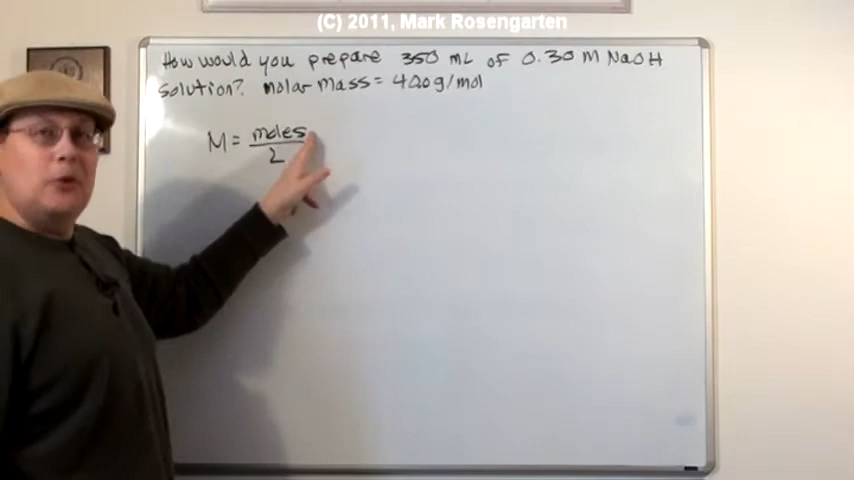 (C) 2011, Mark Rosengarten
How would you prepare 350 mL of 0.30 M NaOH
solution? molar mass = 40.0g/mol
M = moles
L